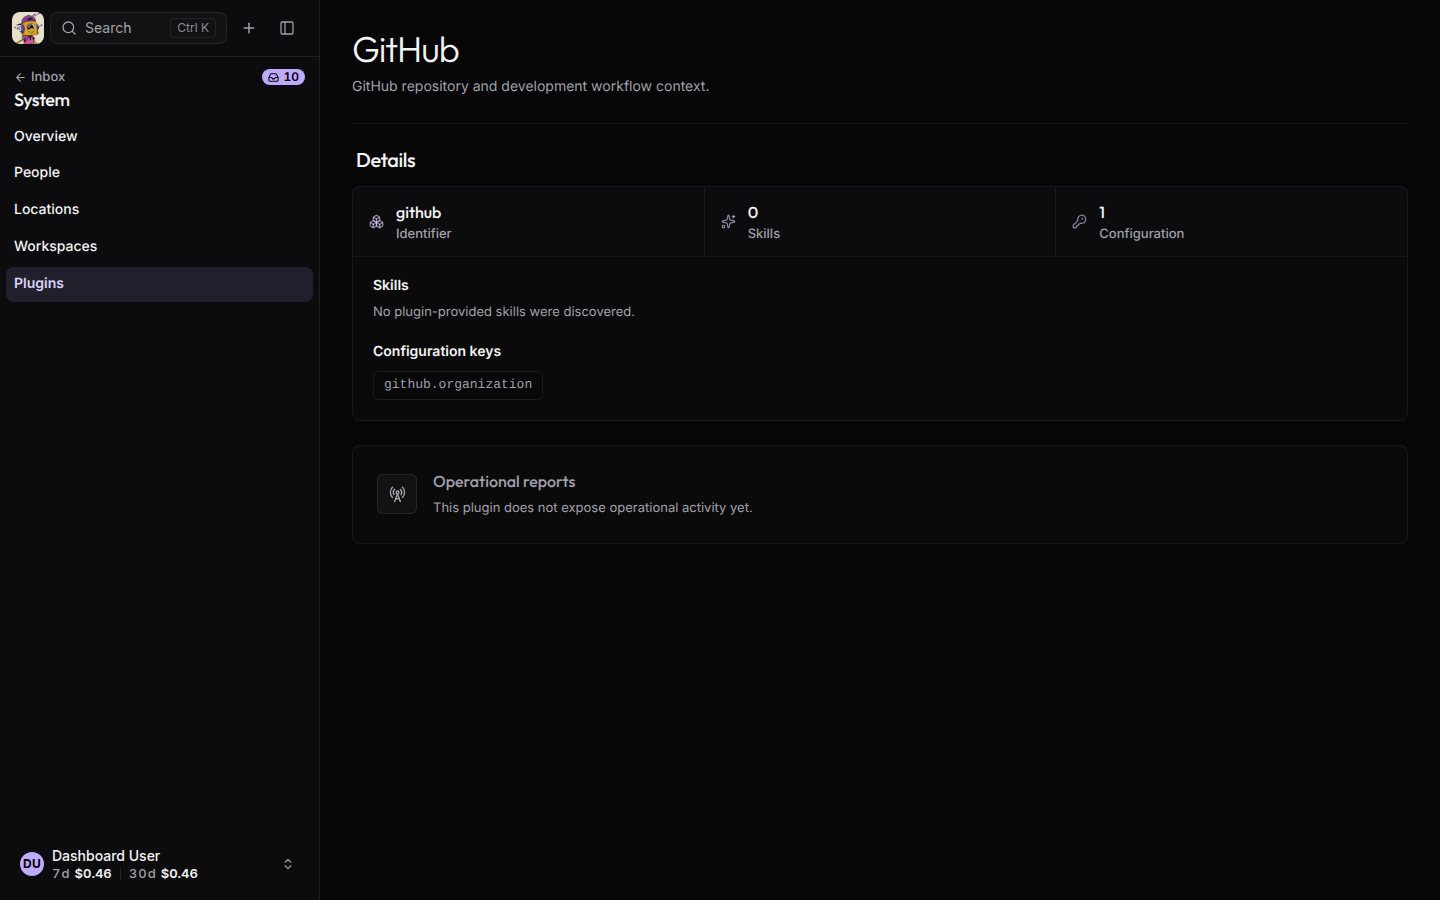 Search
Ctrl K
Inbox
10
System
Overview
People
Locations
Workspaces
Plugins
DU
Dashboard User
7d $0.46 30d $0.46
GitHub
GitHub repository and development workflow context.
Details
github
Identifier
0
Skills
1
Configuration
Skills
No plugin-provided skills were discovered.
Configuration keys
github.organization
Operational reports
This plugin does not expose operational activity yet.